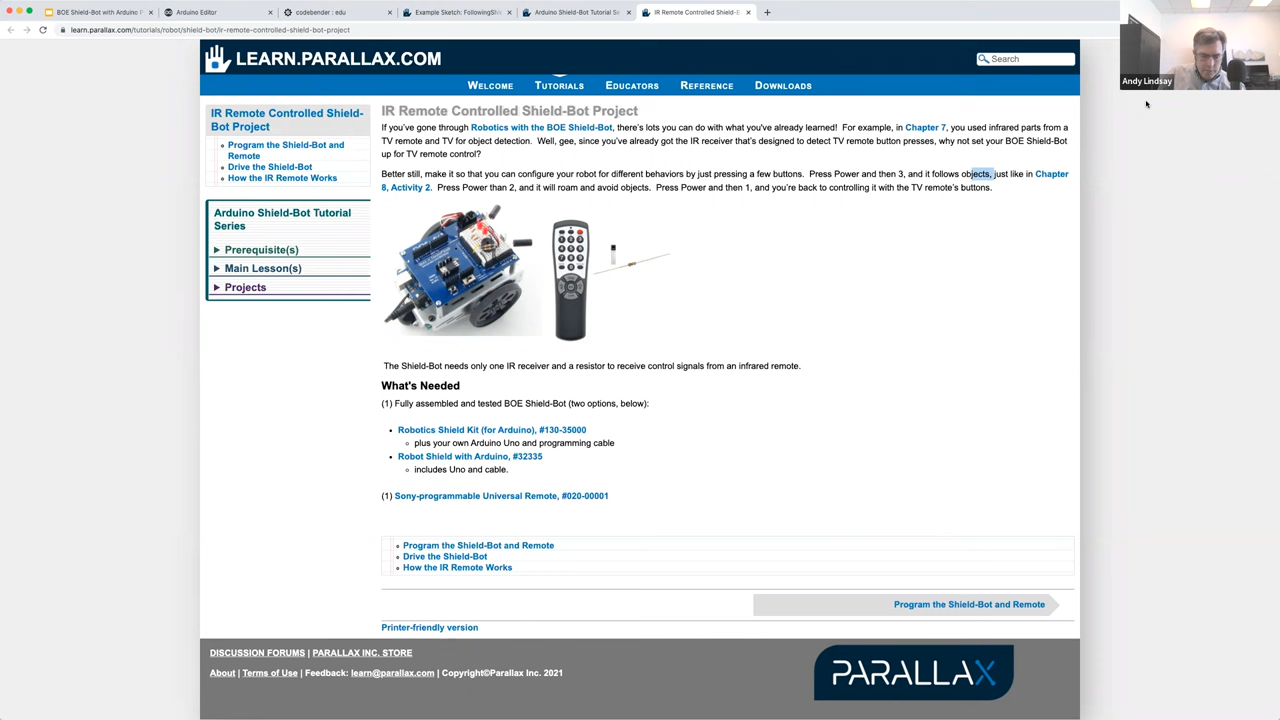 BOE Shield-Bot with Arduino P
Arduino Editor
codebender : edu
Example Sketch: FollowingShie
Arduino Shield-Bot Tutorial Se
IR Remote Controlled Shield-B
learn.parallax.com/tutorials/robot/shield-bot/ir-remote-controlled-shield-bot-project
Andy Lindsay
LEARN.PARALLAX.COM
Search
WELCOME
TUTORIALS
EDUCATORS
REFERENCE
DOWNLOADS
IR Remote Controlled Shield-
Bot Project
Program the Shield-Bot and
Remote
Drive the Shield-Bot
How the IR Remote Works
Arduino Shield-Bot Tutorial
Series
Prerequisite(s)
Main Lesson(s)
Projects
IR Remote Controlled Shield-Bot Project
If you've gone through Robotics with the BOE Shield-Bot, there's lots you can do with what you've already learned! For example, in Chapter 7, you used infrared parts from a
TV remote and TV for object detection. Well, gee, since you've already got the IR receiver that's designed to detect TV remote button presses, why not set your BOE Shield-Bot
up for TV remote control?
Better still, make it so that you can configure your robot for different behaviors by just pressing a few buttons. Press Power and then 3, and it follows objects, just like in Chapter
8, Activity 2. Press Power than 2, and it will roam and avoid objects. Press Power and then 1, and you're back to controlling it with the TV remote's buttons.
The Shield-Bot needs only one IR receiver and a resistor to receive control signals from an infrared remote.
What's Needed
(1) Fully assembled and tested BOE Shield-Bot (two options, below):
Robotics Shield Kit (for Arduino), #130-35000
plus your own Arduino Uno and programming cable
Robot Shield with Arduino, #32335
includes Uno and cable.
(1) Sony-programmable Universal Remote, #020-00001
Program the Shield-Bot and Remote
Drive the Shield-Bot
How the IR Remote Works
Program the Shield-Bot and Remote
Printer-friendly version
DISCUSSION FORUMS | PARALLAX INC. STORE
About | Terms of Use | Feedback: learn@parallax.com | Copyright©Parallax Inc. 2021
PARALLAX